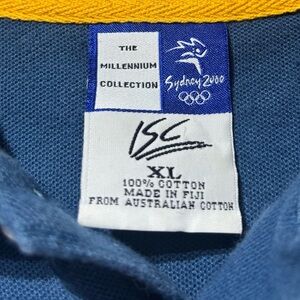 THE
MILLENNIUM
COLLECTION
Sydney 2000
ISC
XL
100% COTTON
MADE IN FIJI
FROM AUSTRALIAN COTTON